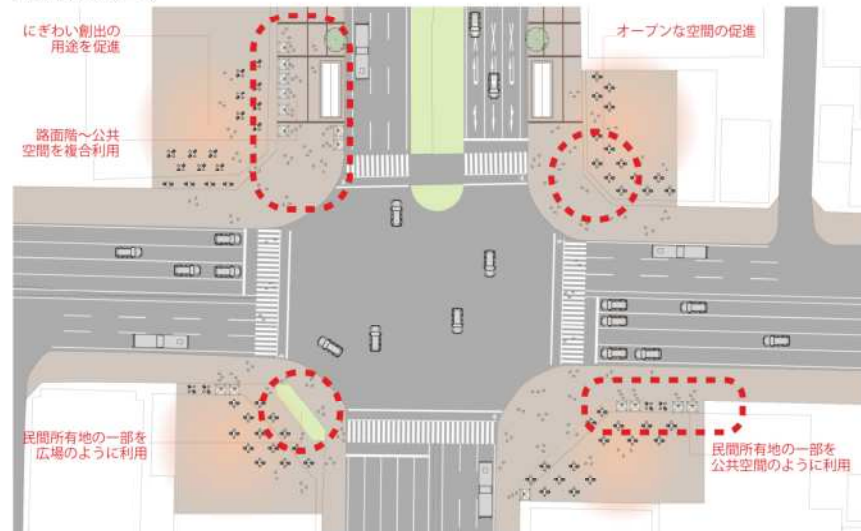 にぎわい創出の
用途を促進
オープンな空間の促進
路面階〜公共
空間を複合利用
民間所有地の一部を
広場のように利用
民間所有地の一部を
公共空間のように利用